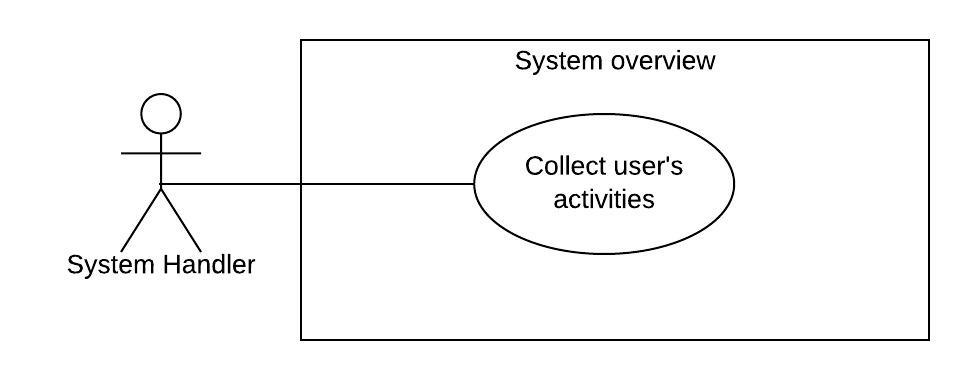 System overview
Collect user's
activities
System Handler